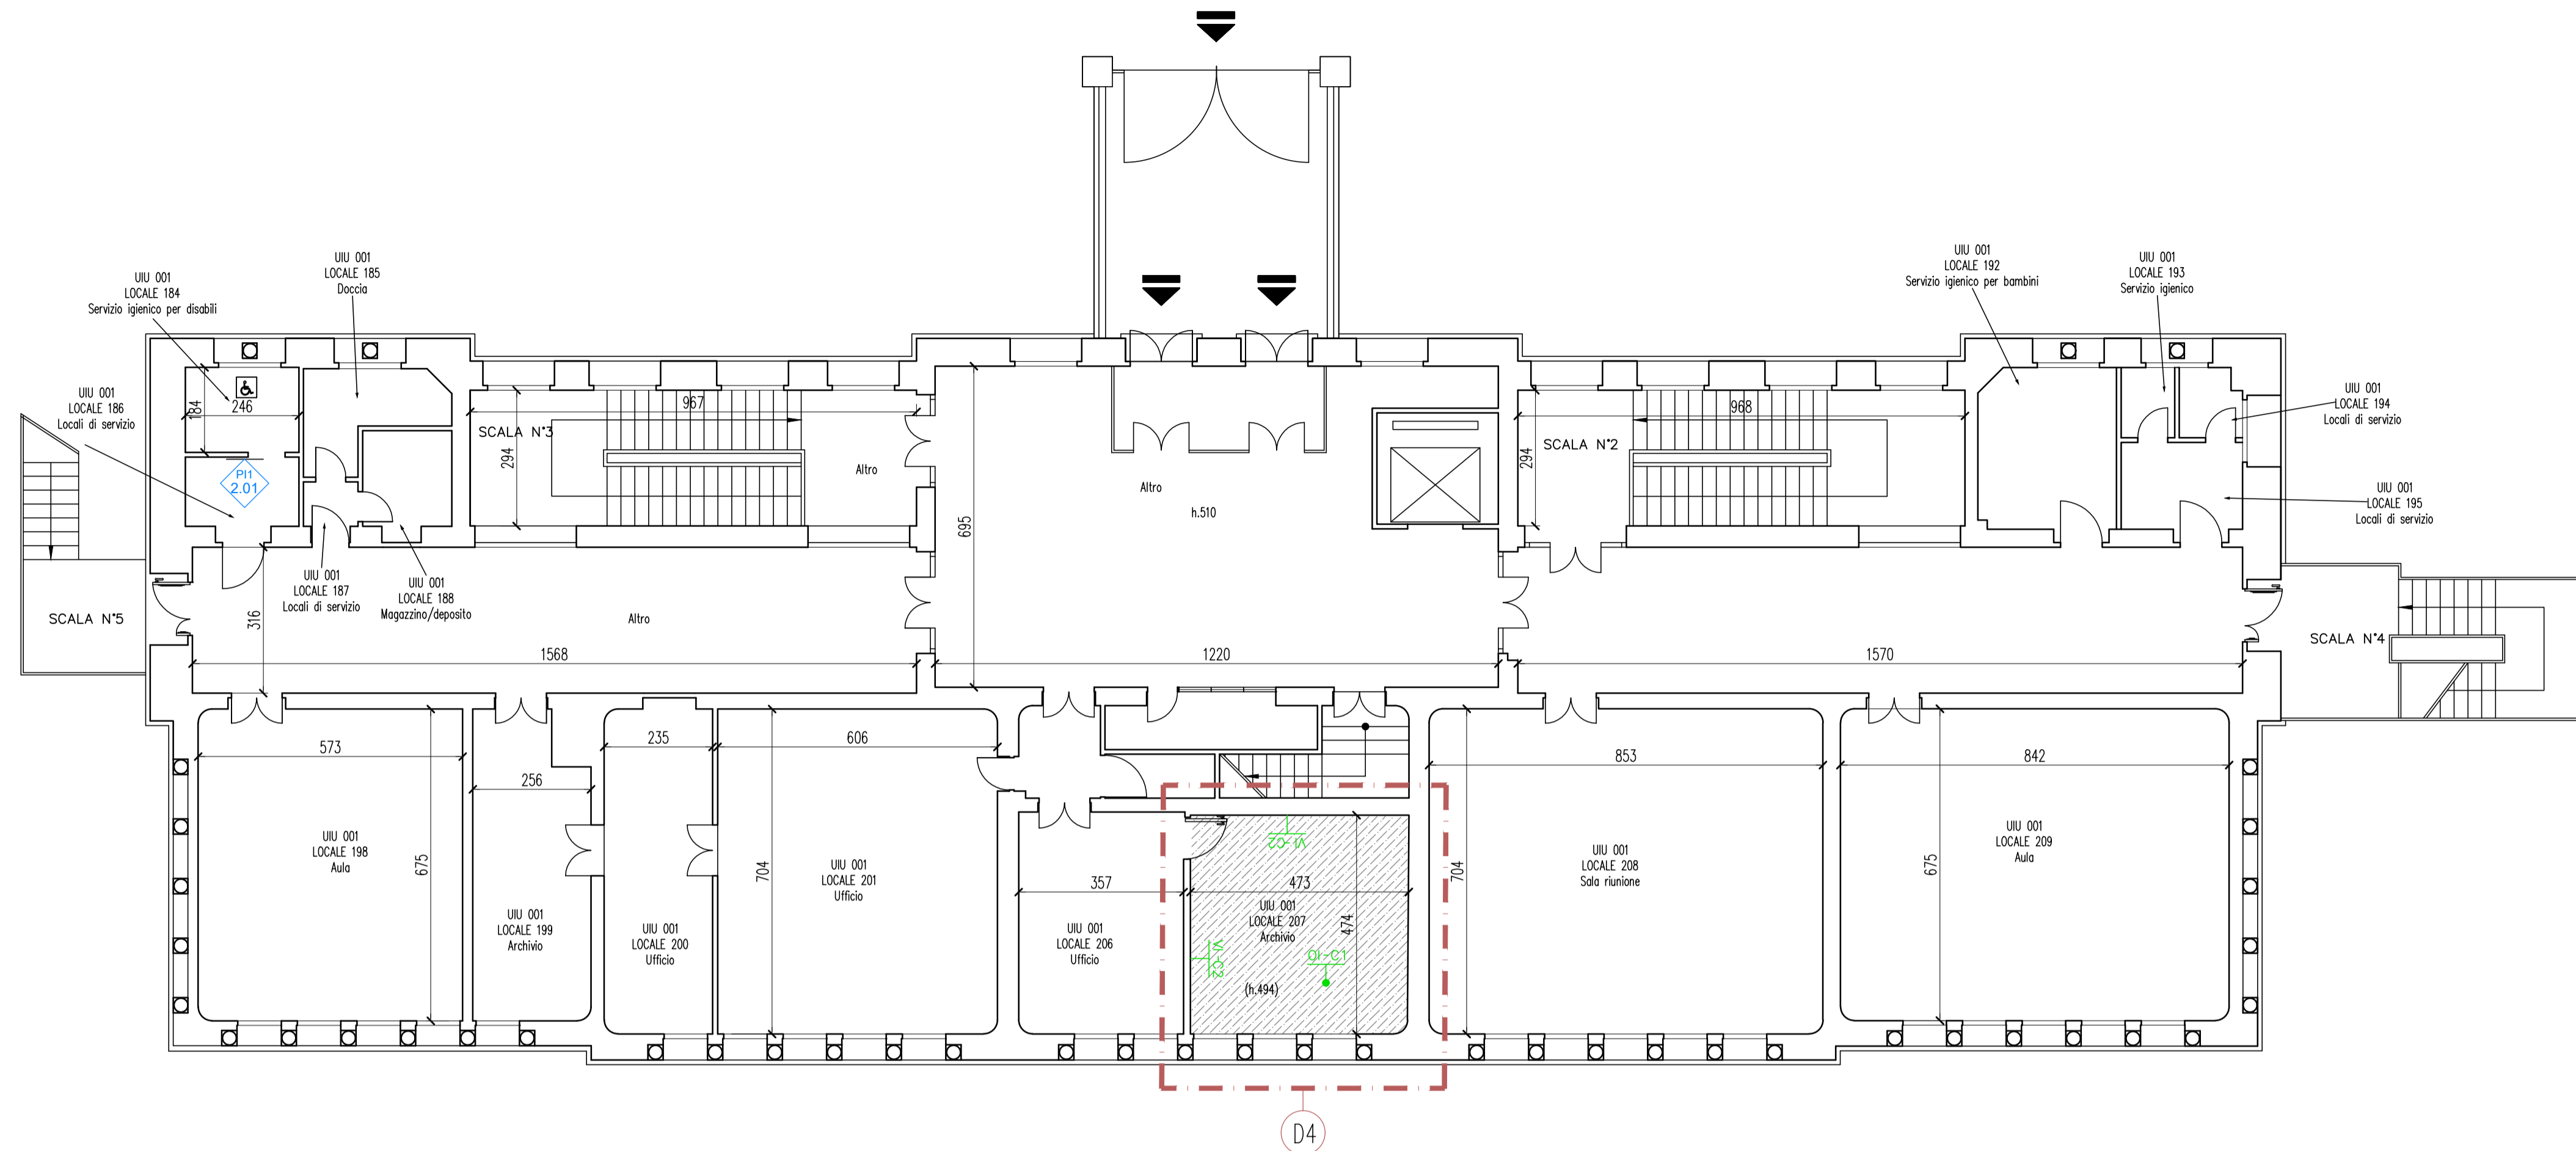 UIU 001
LOCALE 185
Doccia
UIU 001
LOCALE 184
Servizio igienico per disabili
UIU 001
LOCALE 192
Servizio igienico per bambini
UIU 001
LOCALE 193
Servizio igienico
UIU 001
LOCALE 186
Locali di servizio
UIU 001
LOCALE 194
Locali di servizio
184
246
967
968
SCALA N°3
294
Altro
SCALA N°2
294
PI1
2.01
Altro
h.510
695
UIU 001
LOCALE 195
Locali di servizio
UIU 001
LOCALE 187
Locali di servizio
UIU 001
LOCALE 188
Magazzino/deposito
SCALA N°5
316
Altro
SCALA N°4
1568
1220
1570
573
235
606
853
842
256
UIU 001
LOCALE 198
Aula
675
704
UIU 001
LOCALE 201
Ufficio
VI-C2
704
UIU 001
LOCALE 208
Sala riunione
675
UIU 001
LOCALE 209
Aula
357
473
UIU 001
LOCALE 199
Archivio
UIU 001
LOCALE 200
Ufficio
UIU 001
LOCALE 206
Ufficio
UIU 001
LOCALE 207
Archivio
474
VI-C2
OI-C1
(h.494)
D4